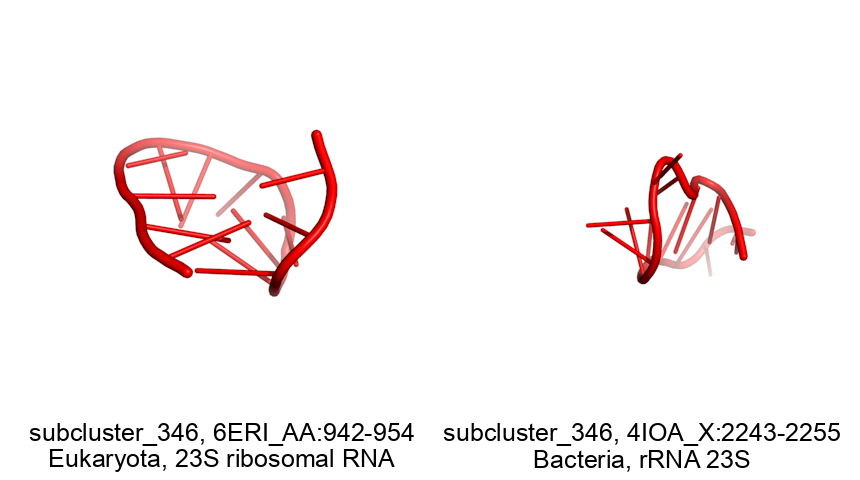 subcluster_346, 6ERI_AA:942-954
Eukaryota, 23S ribosomal RNA
subcluster_346, 4IOA_X:2243-2255
Bacteria, rRNA 23S